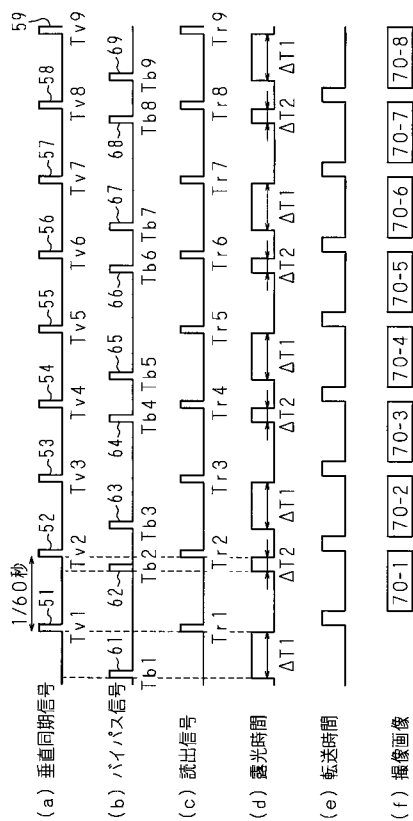 1/60秒
51 52 53 54 55 56 57 58 59
(a) 垂直同期信号
Tv1 Tv2 Tv3 Tv4 Tv5 Tv6 Tv7 Tv8 Tv9
61 62 63 64 65 66 67 68 69
(b) バイパス信号
Tb1 Tb2 Tb3 Tb4 Tb5 Tb6 Tb7 Tb8 Tb9
(c) 読出信号
Tr1 Tr2 Tr3 Tr4 Tr5 Tr6 Tr7 Tr8 Tr9
(d) 露光時間
ΔT1 ΔT2 ΔT1 ΔT2 ΔT1 ΔT2 ΔT1 ΔT2 ΔT1
(e) 転送時間
(f) 撮像画像 70-1 70-2 70-3 70-4 70-5 70-6 70-7 70-8